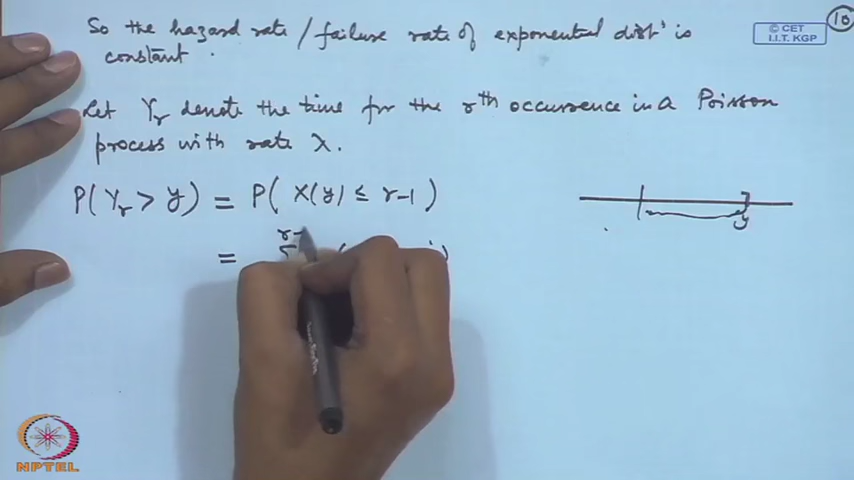 So the hazard rate / failure rate of exponential distⁿ is
constant.
Let Yᵣ denote the time for the rᵗʰ occurrence in a Poisson
process with rate λ.
P(Yᵣ > y) = P( X(y) ≤ r-1 )
y
=
© CET
I.I.T. KGP
10
NPTEL